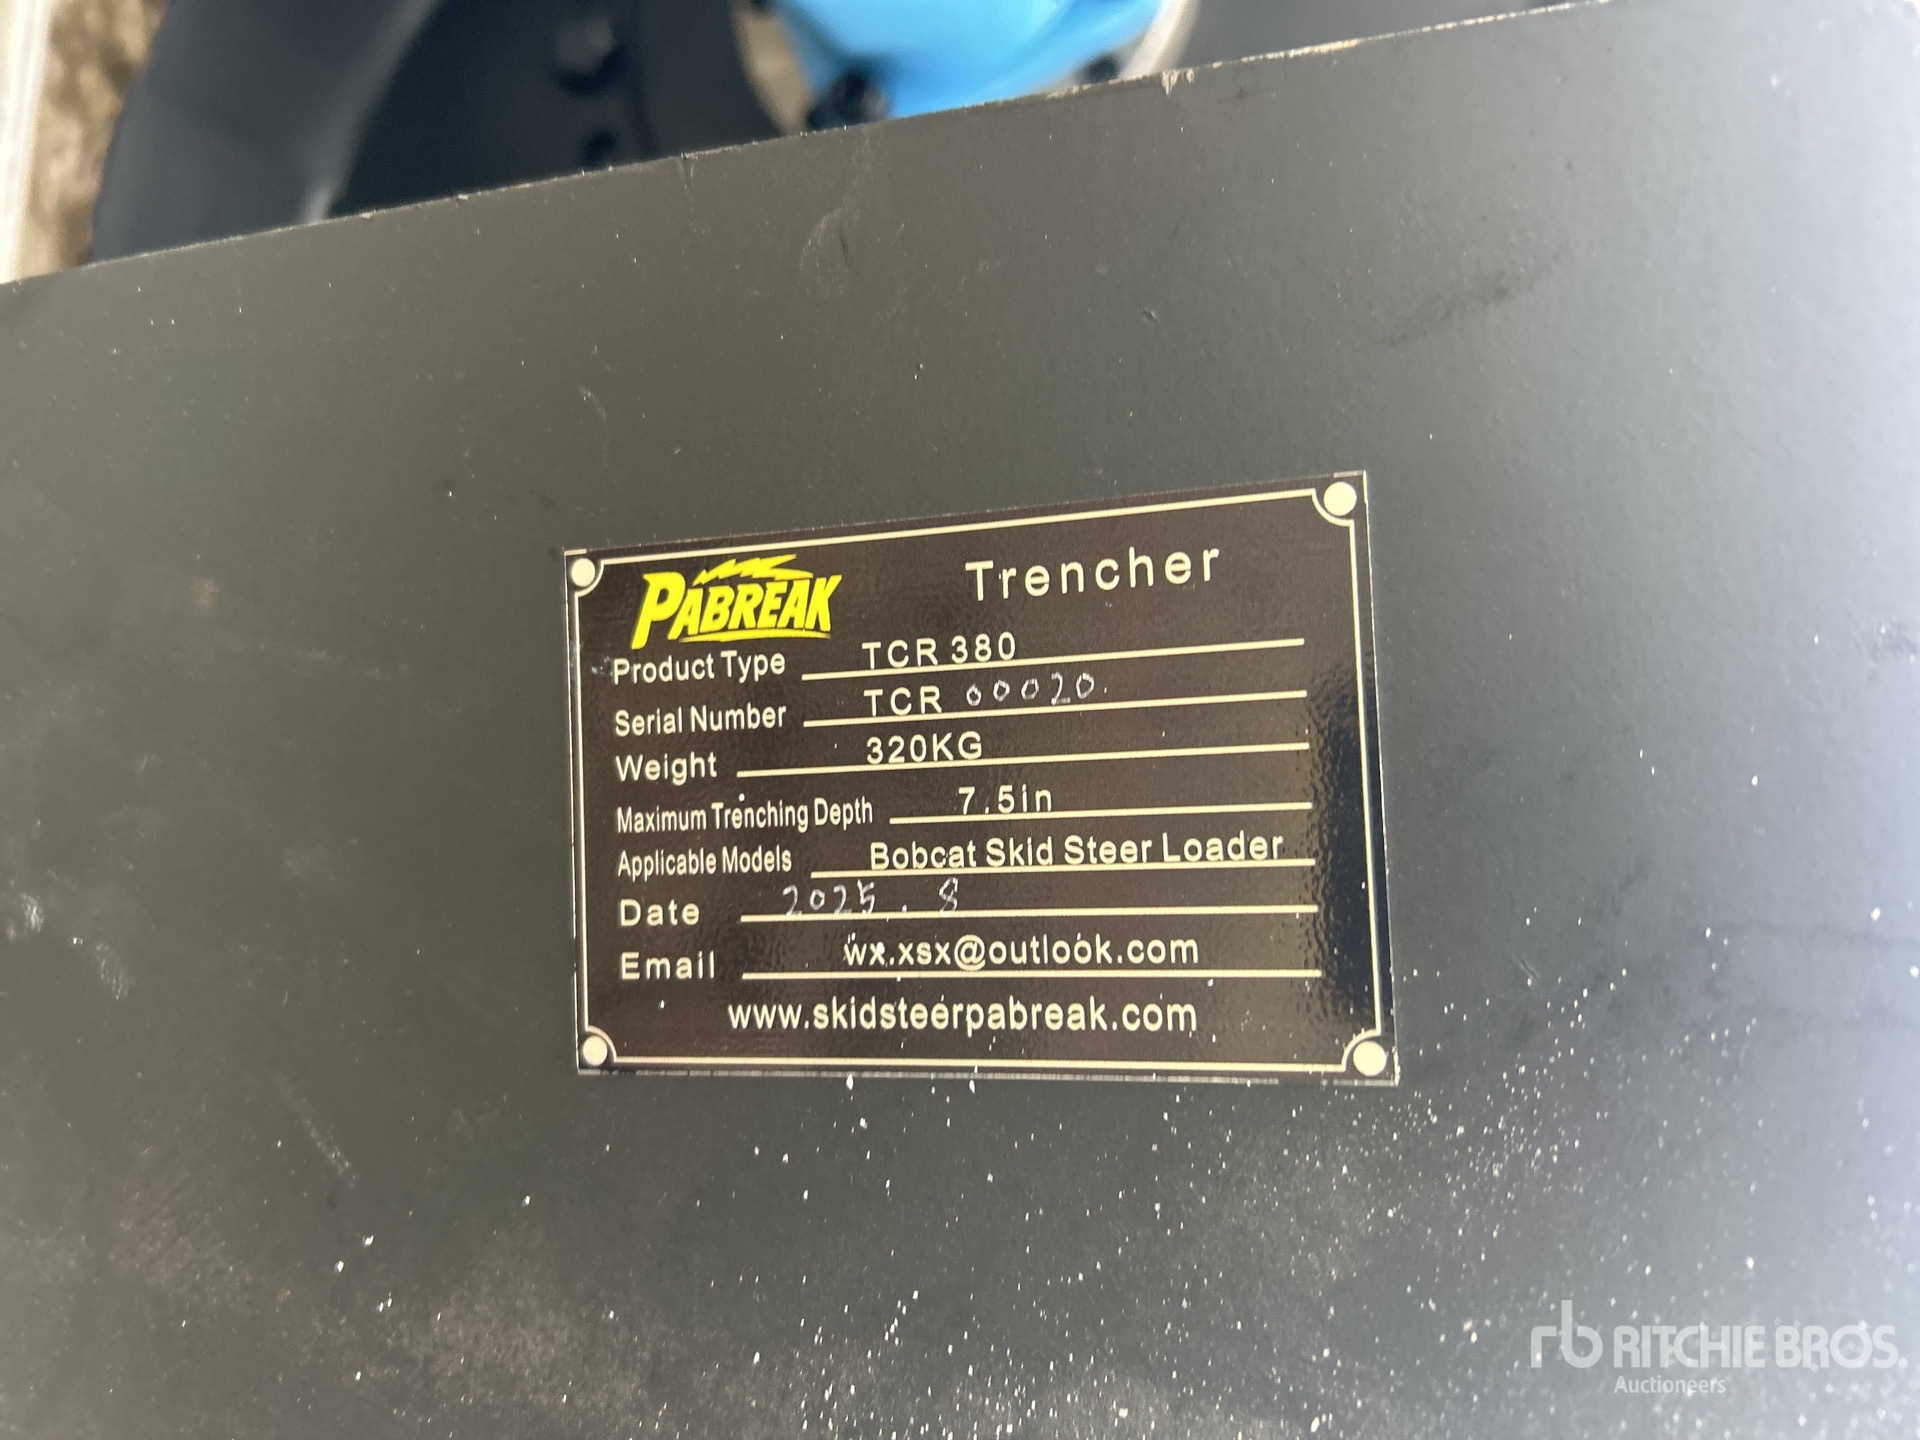 PABREAK Trencher
Product Type TCR 380
Serial Number TCR 00020
Weight 320KG
Maximum Trenching Depth 7.5in
Applicable Models Bobcat Skid Steer Loader
Date 2025.8
Email wx.xsx@outlook.com
www.skidsteerpabreak.com
rb RITCHIE BROS.
Auctioneers